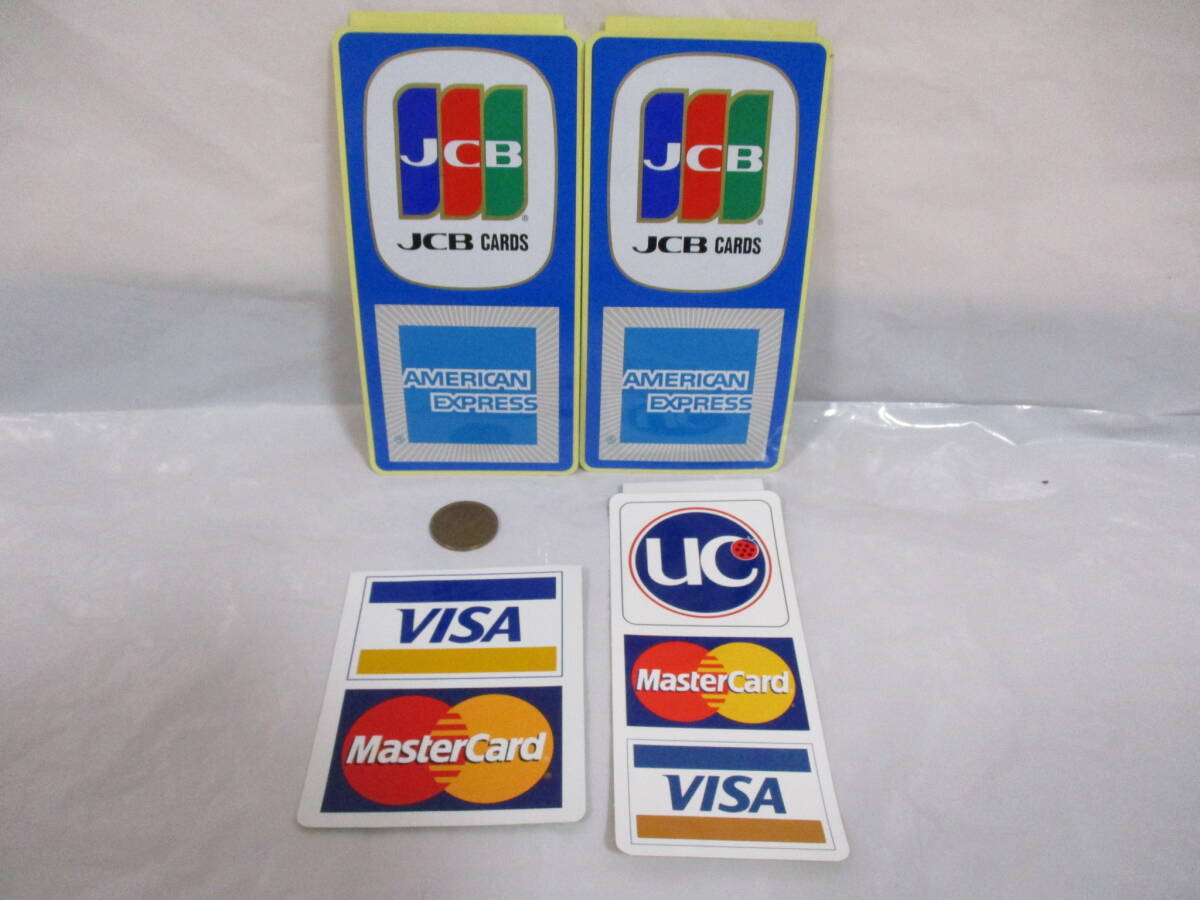 JCB
®
JCB CARDS
AMERICAN
EXPRESS
JCB
®
JCB CARDS
AMERICAN
EXPRESS
VISA
MasterCard
UC
MasterCard
VISA